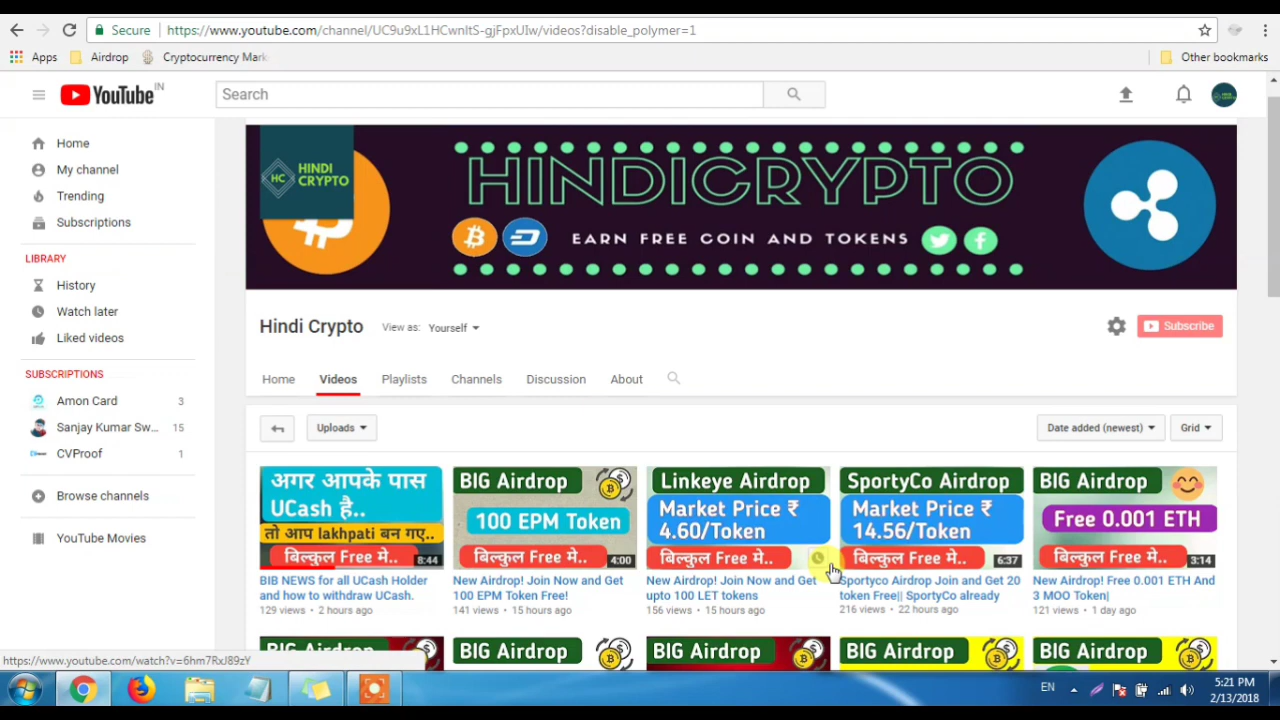 Secure
https://www.youtube.com/channel/UC9u9xL1HCwnItS-gjFpxUIw/videos?disable_polymer=1
Apps
Airdrop
Cryptocurrency Mark
Other bookmarks
YouTube IN
Search
Home
My channel
Trending
Subscriptions
LIBRARY
History
Watch later
Liked videos
SUBSCRIPTIONS
Amon Card 3
Sanjay Kumar Sw... 15
CVProof 1
Browse channels
YouTube Movies
HC HINDI
CRYPTO
HINDICRYPTO
EARN FREE COIN AND TOKENS
Hindi Crypto
View as: Yourself
Subscribe
Home
Videos
Playlists
Channels
Discussion
About
Uploads
Date added (newest)
Grid
अगर आपके पास
UCash है..
तो आप lakhpati बन गए..
बिल्कुल Free मे..
8:44
BIB NEWS for all UCash Holder
and how to withdraw UCash.
129 views • 2 hours ago
BIG Airdrop
100 EPM Token
बिल्कुल Free मे..
4:00
New Airdrop! Join Now and Get
100 EPM Token Free!
141 views • 15 hours ago
Linkeye Airdrop
Market Price ₹
4.60/Token
बिल्कुल Free मे..
New Airdrop! Join Now and Get
upto 100 LET tokens
156 views • 15 hours ago
SportyCo Airdrop
Market Price ₹
14.56/Token
बिल्कुल Free मे..
6:37
Sportyco Airdrop Join and Get 20
token Free|| SportyCo already
216 views • 22 hours ago
BIG Airdrop
Free 0.001 ETH
बिल्कुल Free मे..
3:14
New Airdrop! Free 0.001 ETH And
3 MOO Token|
121 views • 1 day ago
BIG Airdrop
BIG Airdrop
BIG Airdrop
BIG Airdrop
BIG Airdrop
https://www.youtube.com/watch?v=6hm7RxJ89zY
EN
5:21 PM
2/13/2018